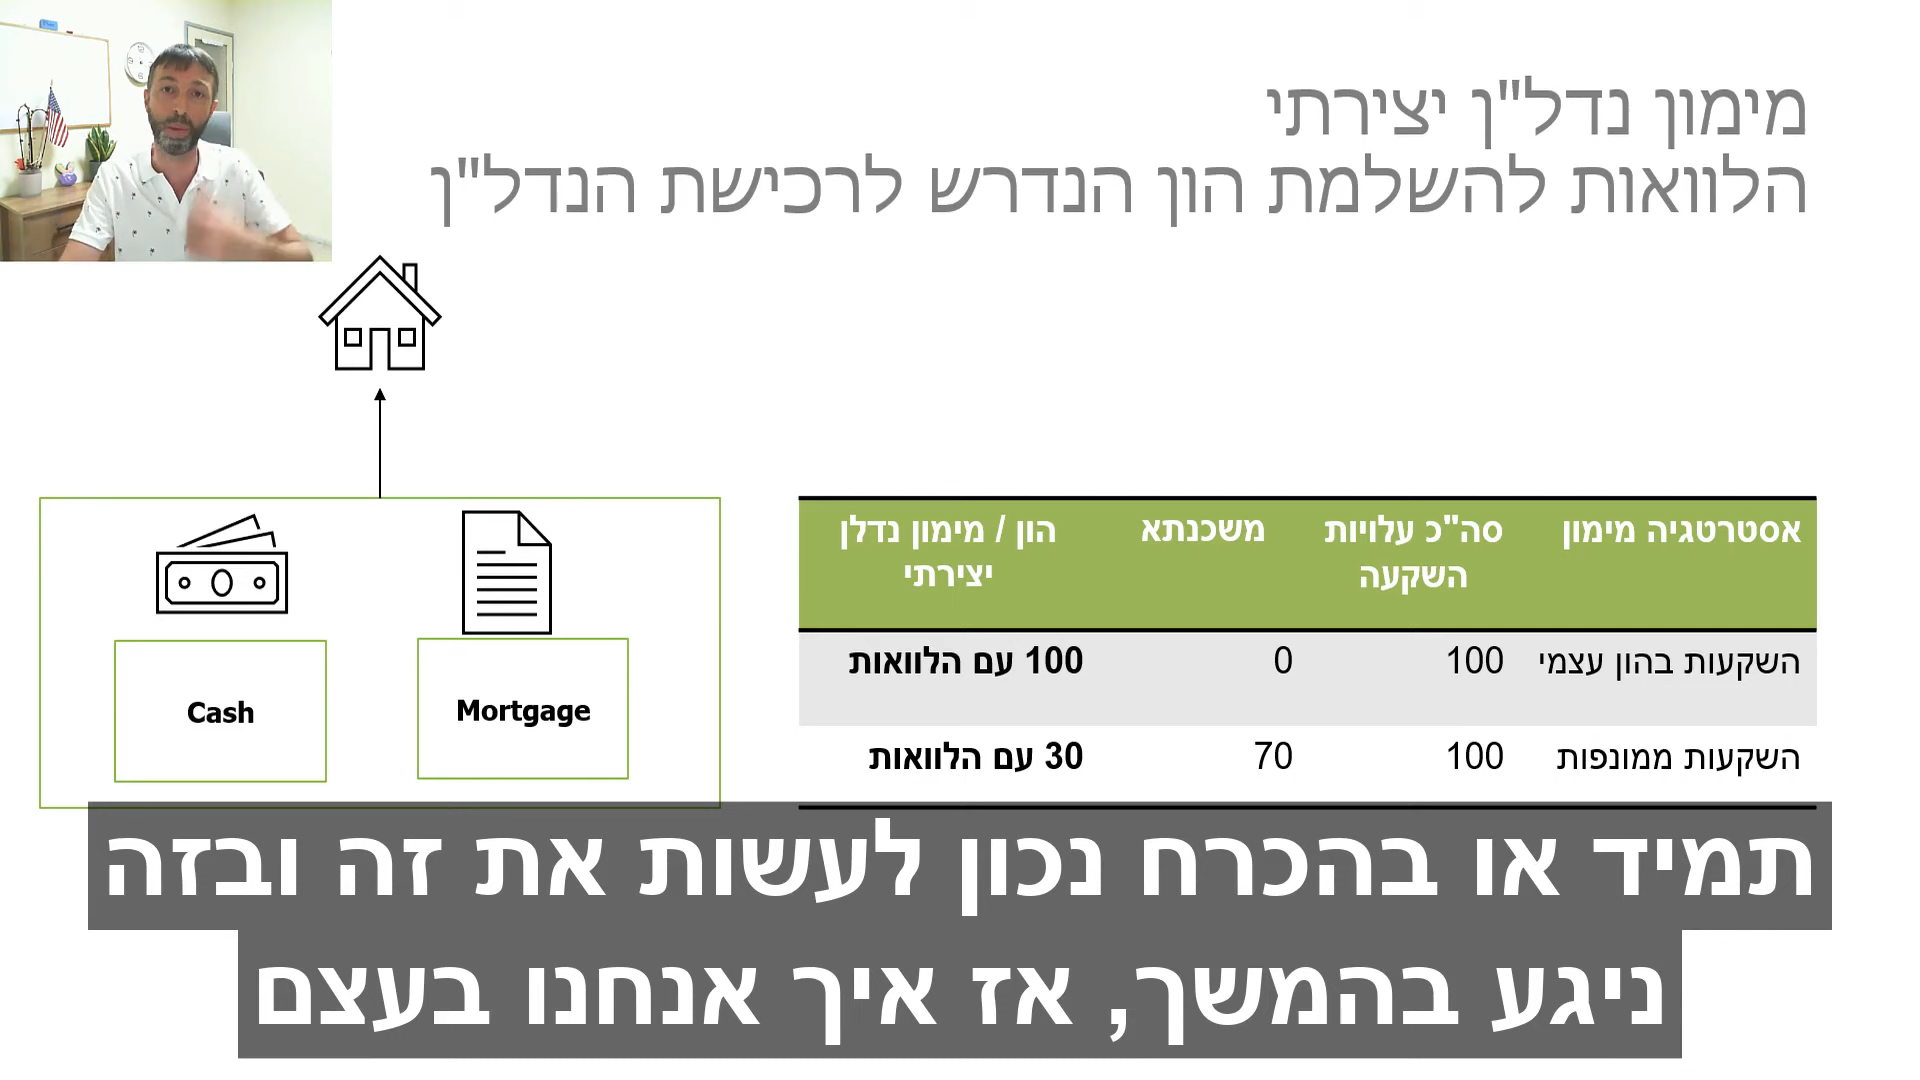 מימון נדל"ן יצירתי
הלוואות להשלמת הון הנדרש לרכישת הנדל"ן
אסטרטגיה מימון סה"כ עלויות משכנתא הון / מימון נדלן
השקעה יצירתי
השקעות בהון עצמי 100 0 100 עם הלוואות
השקעות ממונפות 100 70 30 עם הלוואות
Cash
Mortgage
תמיד או בהכרח נכון לעשות את זה ובזה
ניגע בהמשך, אז איך אנחנו בעצם